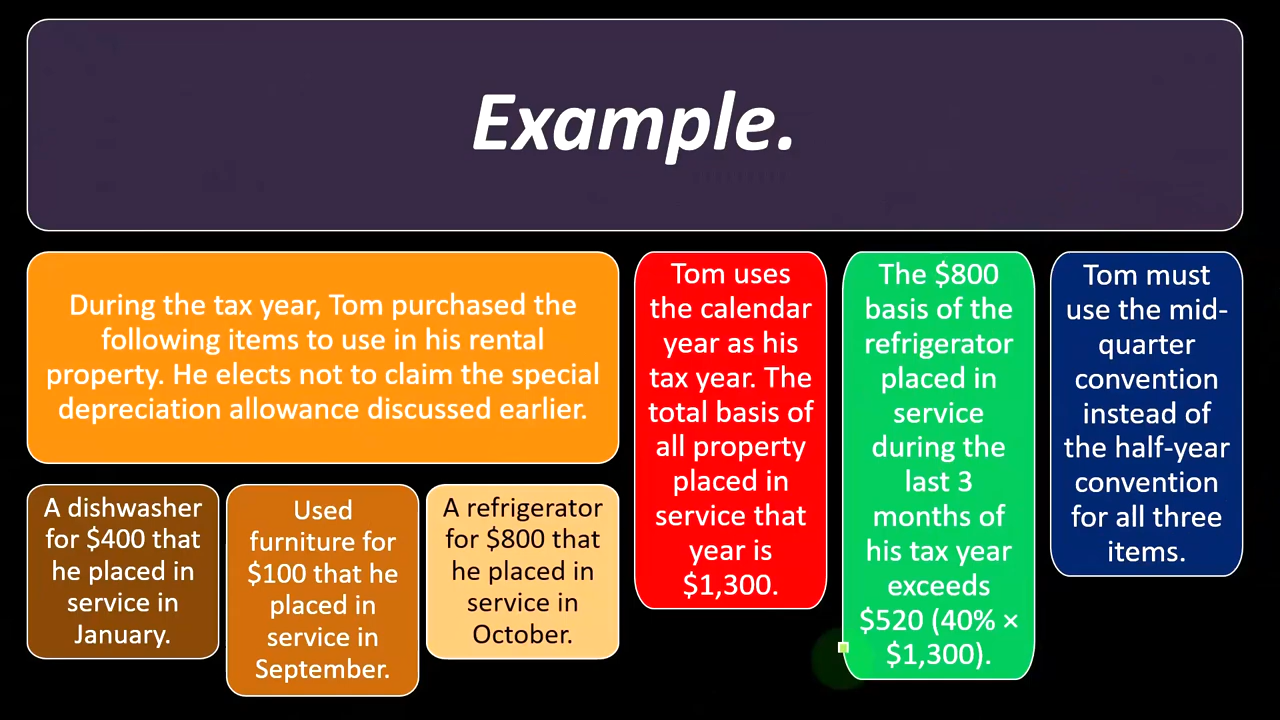 Example.
During the tax year, Tom purchased the
following items to use in his rental
property. He elects not to claim the special
depreciation allowance discussed earlier.
A dishwasher
for $400 that
he placed in
service in
January.
Used
furniture for
$100 that he
placed in
service in
September.
A refrigerator
for $800 that
he placed in
service in
October.
Tom uses
the calendar
year as his
tax year. The
total basis of
all property
placed in
service that
year is
$1,300.
The $800
basis of the
refrigerator
placed in
service
during the
last 3
months of
his tax year
exceeds
$520 (40% ×
$1,300).
Tom must
use the mid-
quarter
convention
instead of
the half-year
convention
for all three
items.